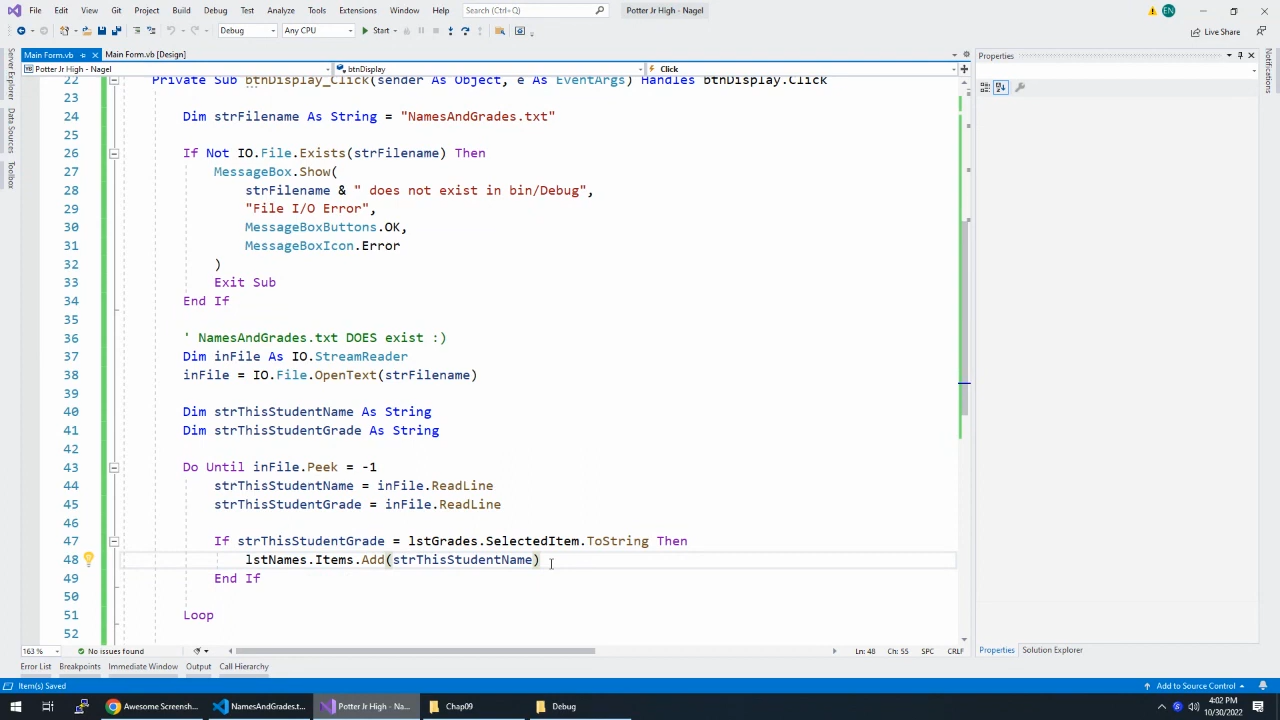 File Edit View Git Project Build Debug Test Analyze Tools Extensions Window Help Search (Ctrl+Q) Potter Jr High - Nagel EN
Debug Any CPU Start Live Share
Main Form.vb Main Form.vb [Design] Properties
Potter Jr High - Nagel btnDisplay Click
22 Private Sub btnDisplay_Click(sender As Object, e As EventArgs) Handles btnDisplay.Click
23
24 Dim strFilename As String = "NamesAndGrades.txt"
25
26 If Not IO.File.Exists(strFilename) Then
27 MessageBox.Show(
28 strFilename & " does not exist in bin/Debug",
29 "File I/O Error",
30 MessageBoxButtons.OK,
31 MessageBoxIcon.Error
32 )
33 Exit Sub
34 End If
35
36 ' NamesAndGrades.txt DOES exist :)
37 Dim inFile As IO.StreamReader
38 inFile = IO.File.OpenText(strFilename)
39
40 Dim strThisStudentName As String
41 Dim strThisStudentGrade As String
42
43 Do Until inFile.Peek = -1
44 strThisStudentName = inFile.ReadLine
45 strThisStudentGrade = inFile.ReadLine
46
47 If strThisStudentGrade = lstGrades.SelectedItem.ToString Then
48 lstNames.Items.Add(strThisStudentName)
49 End If
50
51 Loop
52
Server Explorer
Data Sources
Toolbox
Notifications
163 % No issues found Ln: 48 Ch: 55 SPC CRLF Properties Solution Explorer
Error List Breakpoints Immediate Window Output Call Hierarchy
Item(s) Saved Add to Source Control
Awesome Screensh... NamesAndGrades.t... Potter Jr High - Na... Chap09 Debug 4:02 PM
10/30/2022